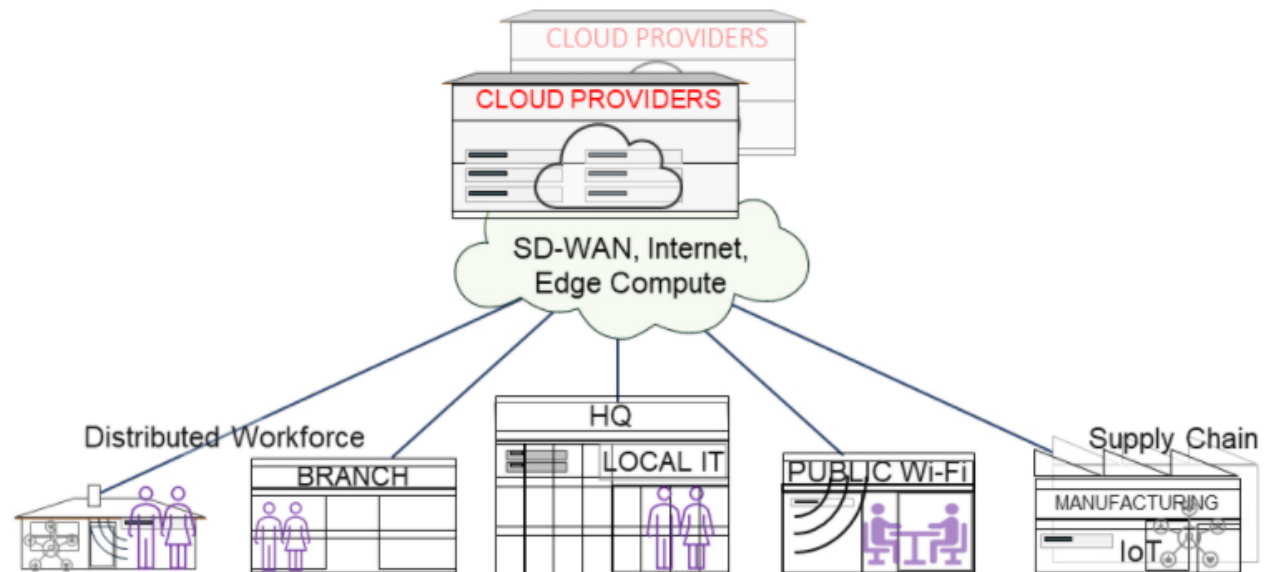 CLOUD PROVIDERS
CLOUD PROVIDERS
SD-WAN, Internet,
Edge Compute
Distributed Workforce
BRANCH
HQ
LOCAL IT
PUBLIC Wi-Fi
Supply Chain
MANUFACTURING
IoT